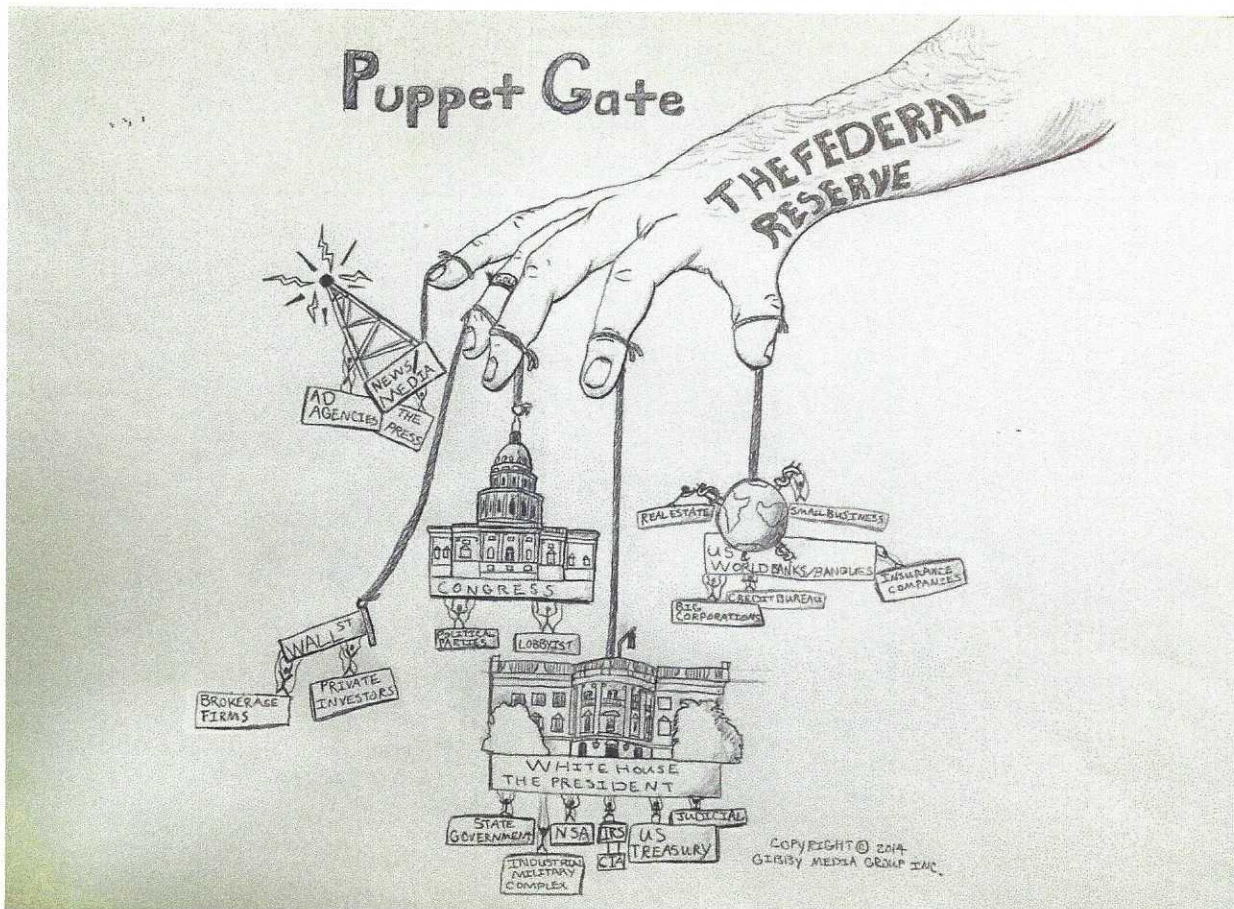 Puppet Gate
THE FEDERAL
RESERVE
NEWS
MEDIA
AD
AGENCIES
THE
PRESS
CONGRESS
POLITICAL
PARTIES
LOBBYIST
REAL ESTATE
SMALL BUSINESS
US
WORLD BANKS/BANQUES
INSURANCE
COMPANIES
BIG
CORPORATIONS
CREDIT BUREAU
WALL ST
BROKERAGE
FIRMS
PRIVATE
INVESTORS
WHITE HOUSE
THE PRESIDENT
STATE
GOVERNMENT
INDUSTRIAL
MILITARY
COMPLEX
NSA
IRS
CIA
US
TREASURY
JUDICIAL
COPYRIGHT © 2014
GIBBY MEDIA GROUP INC.